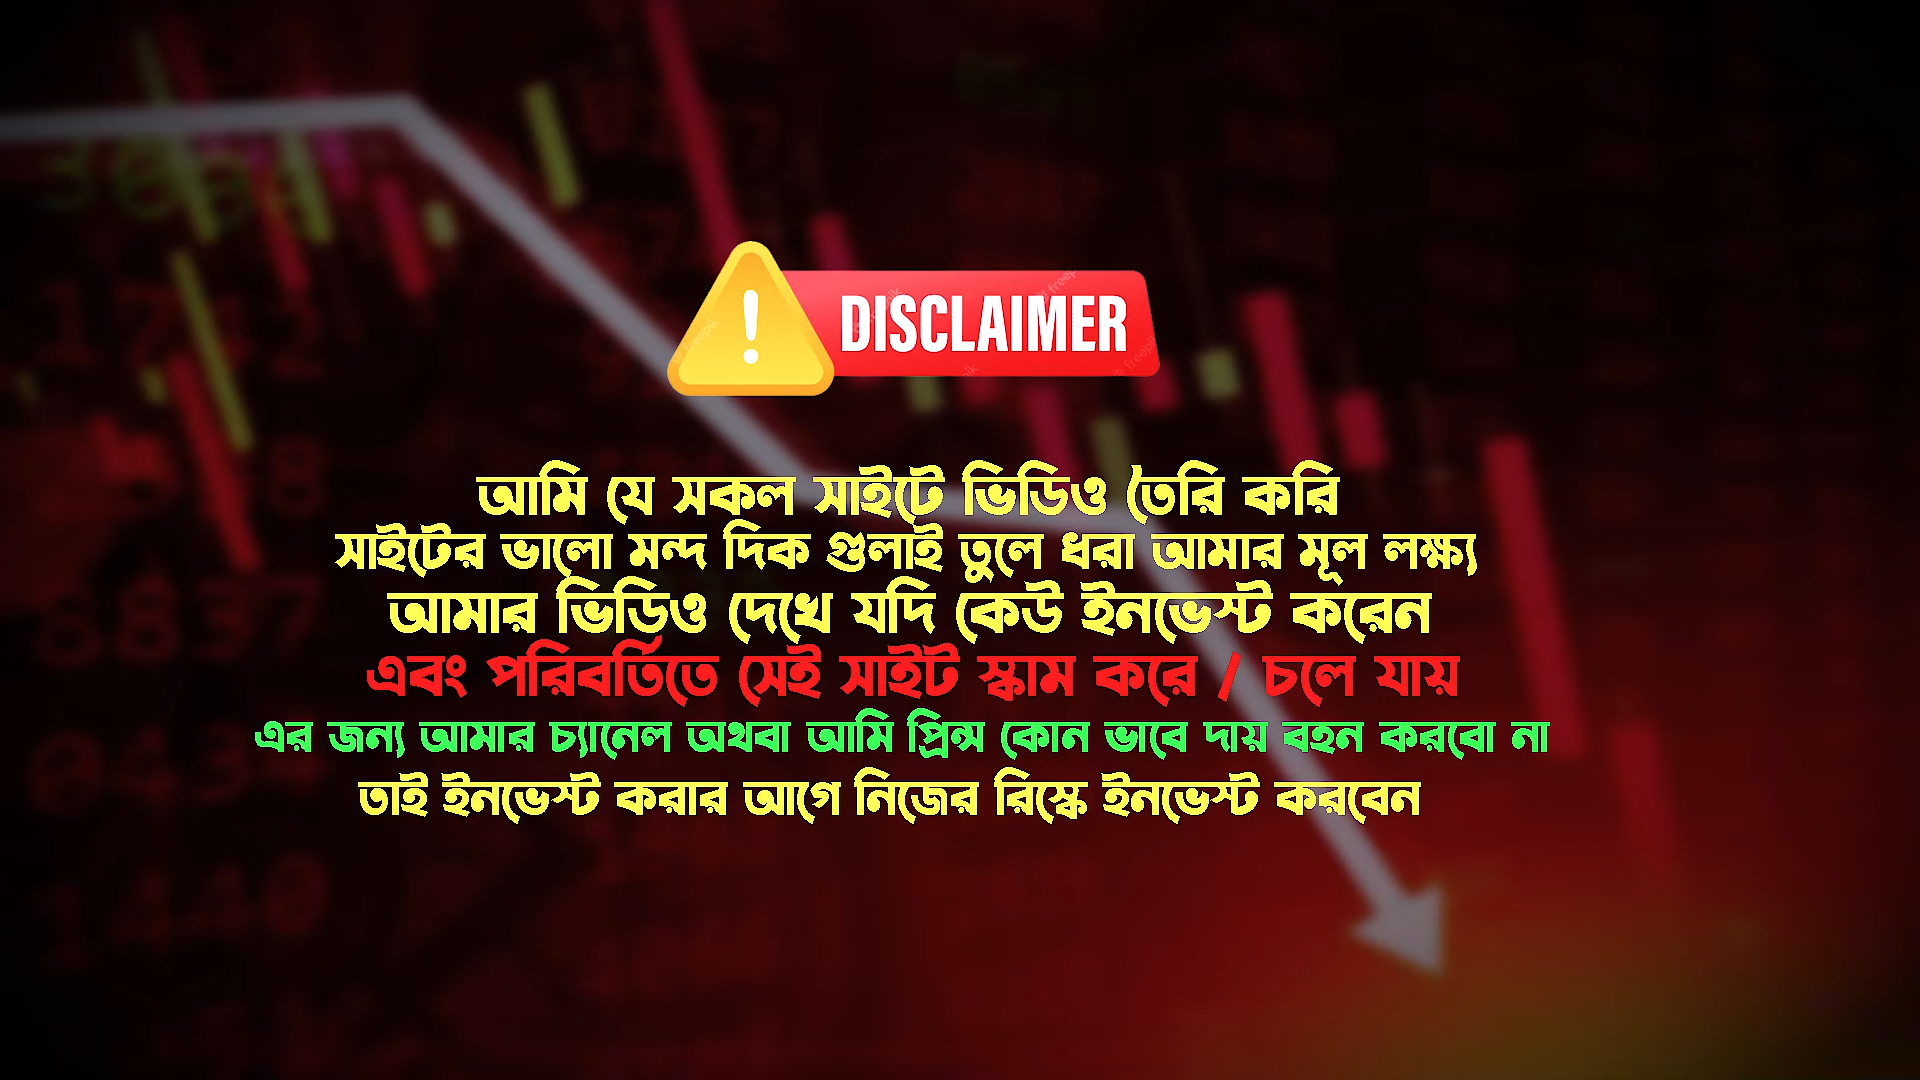 DISCLAIMER
আমি যে সকল সাইটে ভিডিও তৈরি করি
সাইটের ভালো মন্দ দিক গুলাই তুলে ধরা আমার মূল লক্ষ্য
আমার ভিডিও দেখে যদি কেউ ইনভেস্ট করেন
এবং পরিবর্তিতে সেই সাইট স্কাম করে / চলে যায়
এর জন্য আমার চ্যানেল অথবা আমি প্রিন্স কোন ভাবে দায় বহন করবো না
তাই ইনভেস্ট করার আগে নিজের রিস্কে ইনভেস্ট করবেন